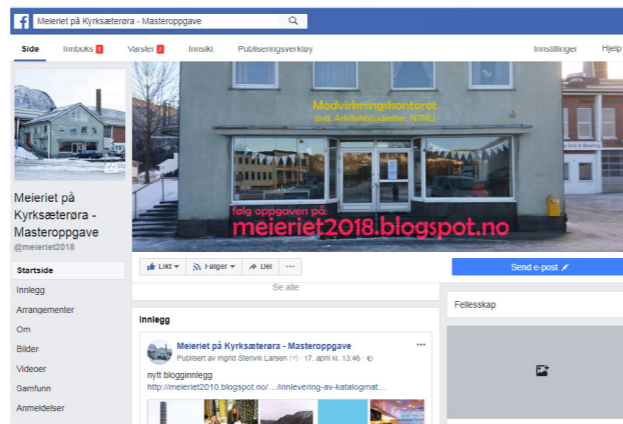 Meieriet på Kyrksæterøra - Masteroppgave
Side Innboks 1 Varsler 7 Innsikt Publiseringsverktøy Innstillinger Hjelp
Medvirkningskontoret
avd. Arkitektstudenter, NTNU
følg oppgaven på:
meieriet2018.blogspot.no
Meieriet på
Kyrksæterøra -
Masteroppgave
@meieriet2018
Likt Følger Del ... Send e-post
Startside
Innlegg
Arrangementer
Om
Bilder
Videoer
Samfunn
Anmeldelser
Se alle
Innlegg
Meieriet på Kyrksæterøra - Masteroppgave ...
Publisert av Ingrid Stenvik Larsen [?] · 17. april kl. 13:46 ·
nytt blogginnlegg
http://meieriet2018.blogspot.no/.../innlevering-av-katalogmat...
Fellesskap